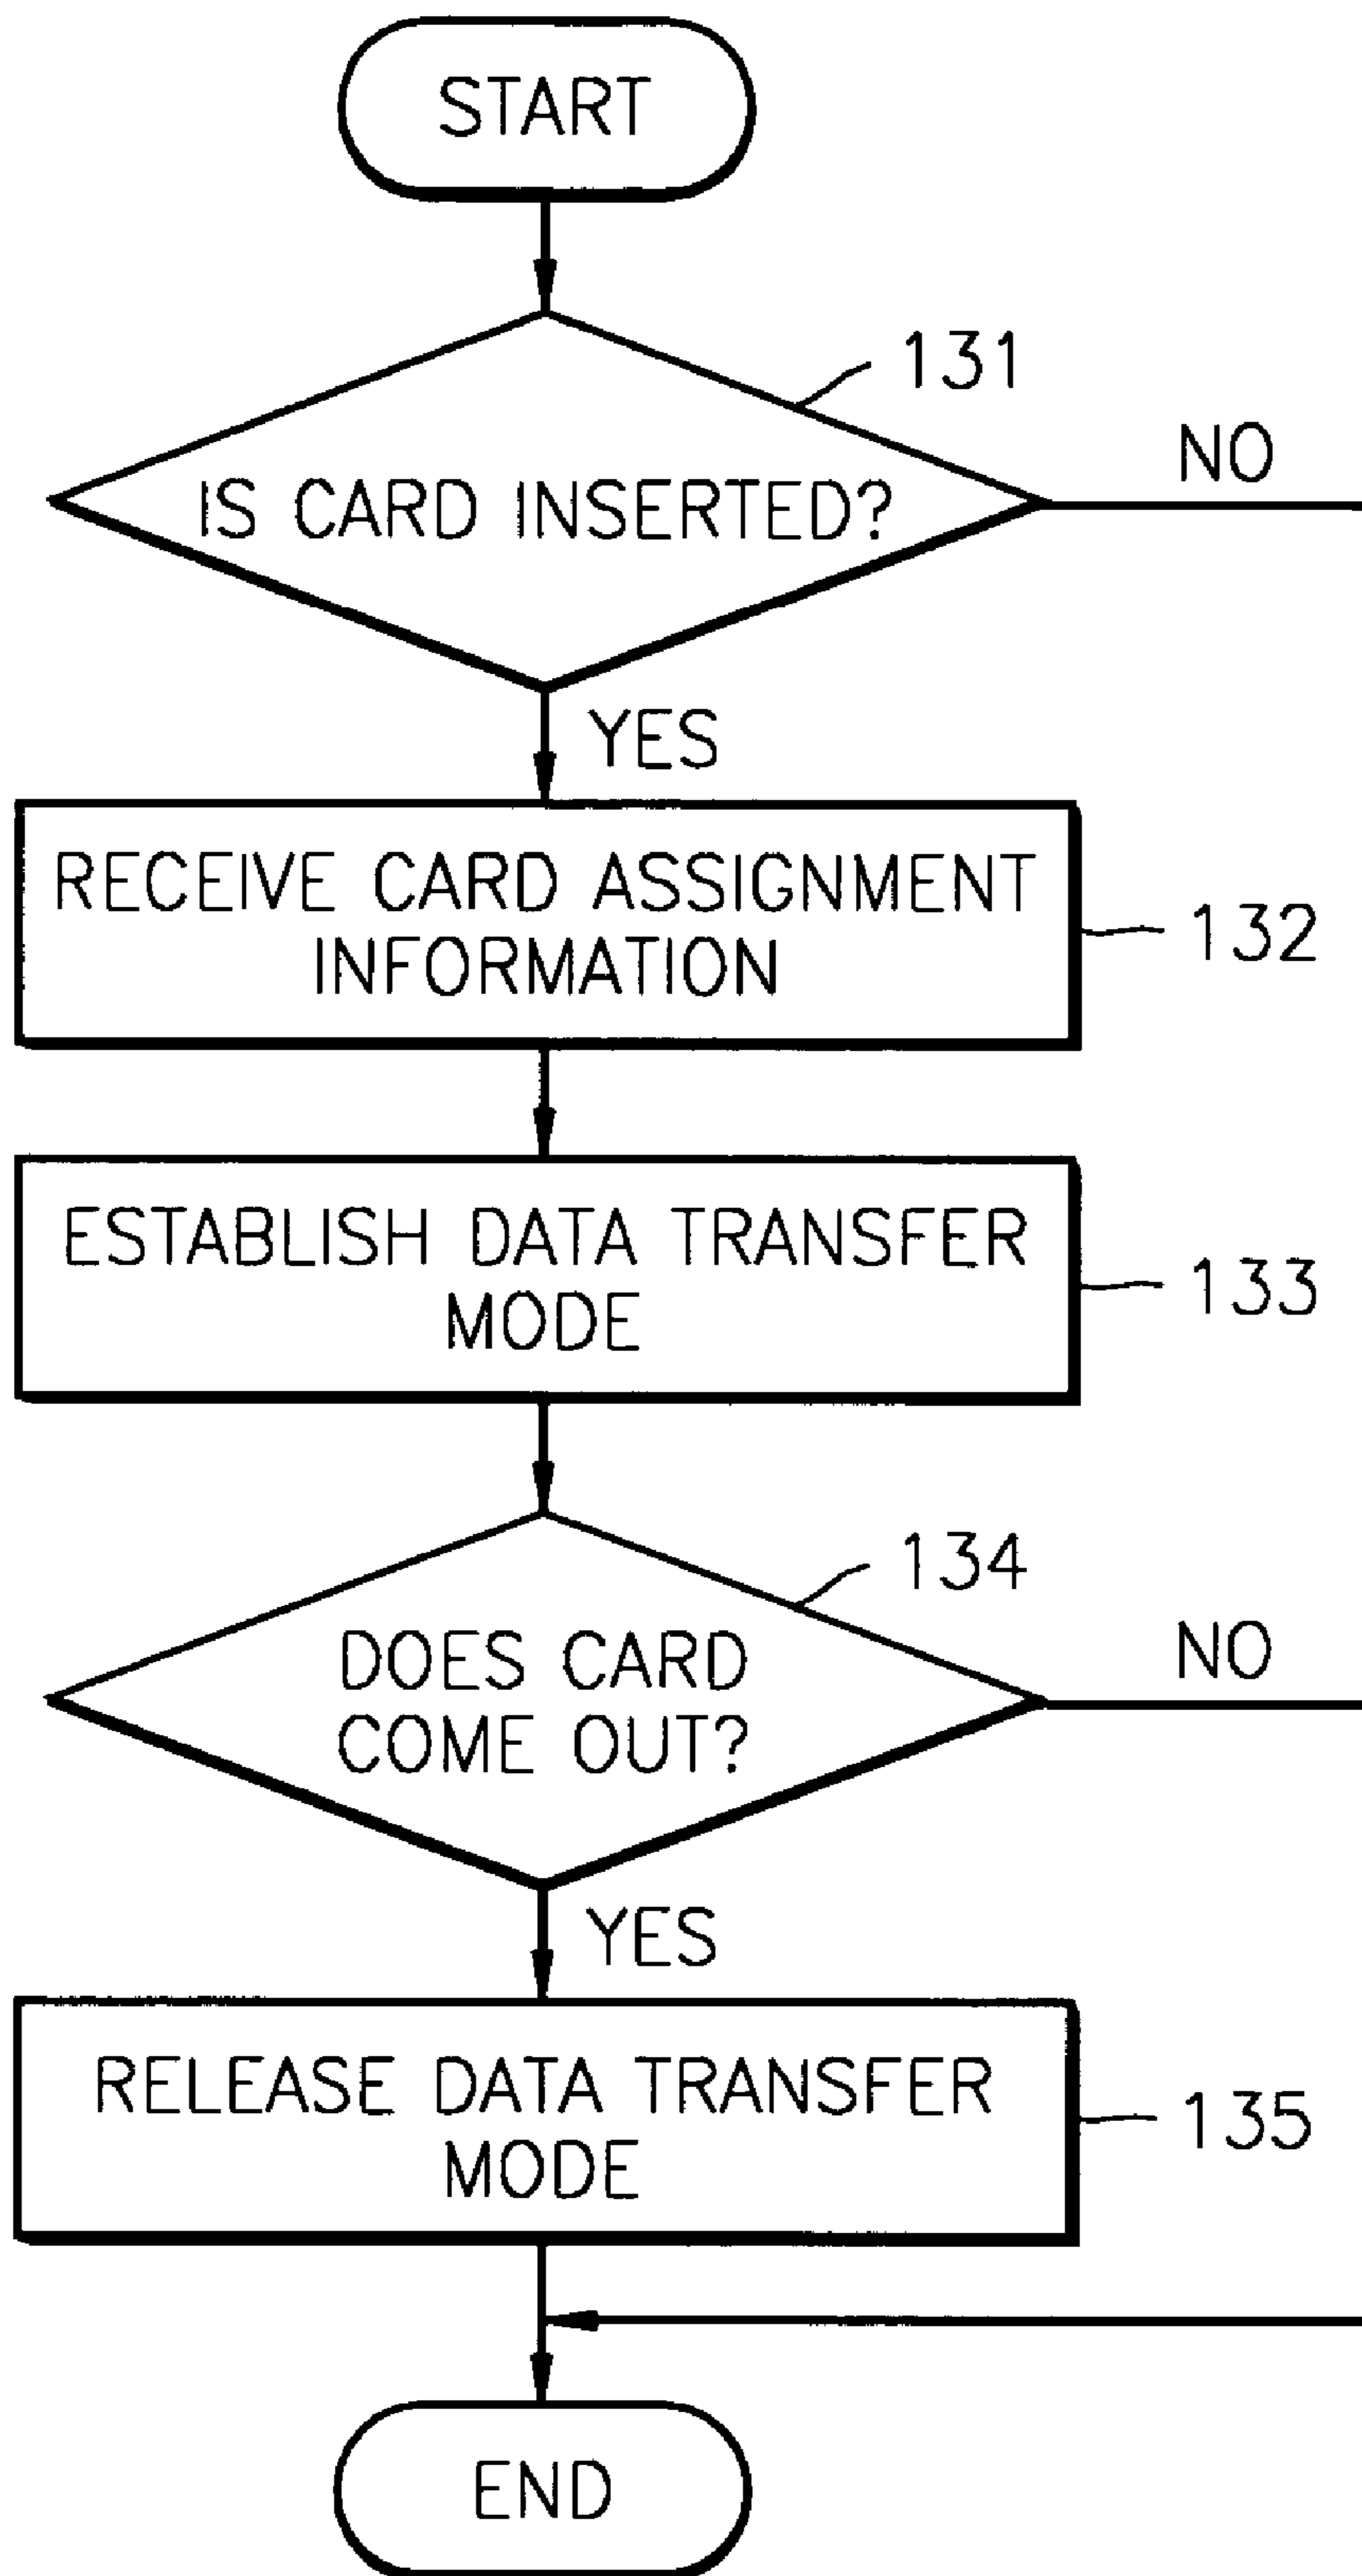 START
131
NO
IS CARD INSERTED?
YES
RECEIVE CARD ASSIGNMENT
INFORMATION
132
ESTABLISH DATA TRANSFER
MODE
133
134
NO
DOES CARD
COME OUT?
YES
RELEASE DATA TRANSFER
MODE
135
END